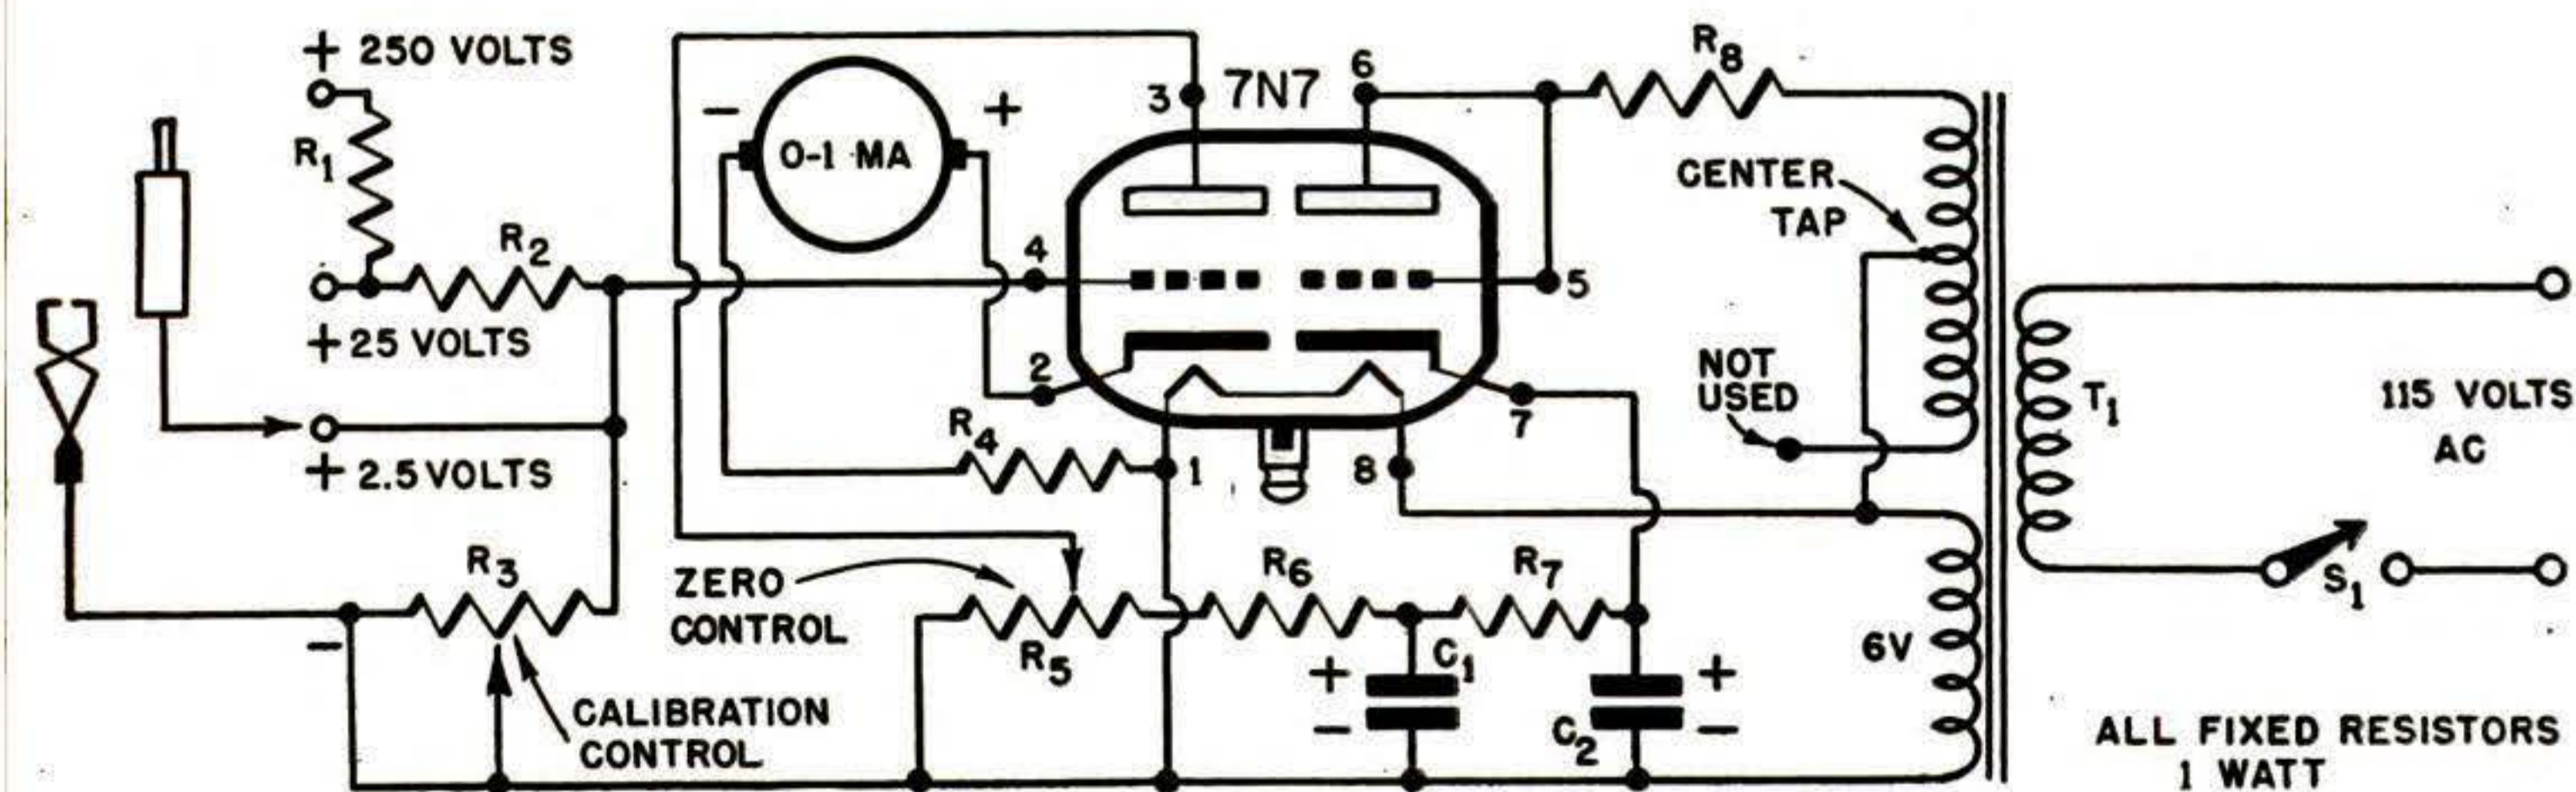 + 250 VOLTS
R1
R2
+ 25 VOLTS
+ 2.5 VOLTS
R3
−
CALIBRATION
CONTROL
−
0-1 MA
+
3
7N7
6
4
5
2
7
R4
1
8
ZERO
CONTROL
R5
R6
R7
+
−
C1
C2
+
−
R8
CENTER
TAP
NOT
USED
6V
T1
115 VOLTS
AC
S1
ALL FIXED RESISTORS
1 WATT